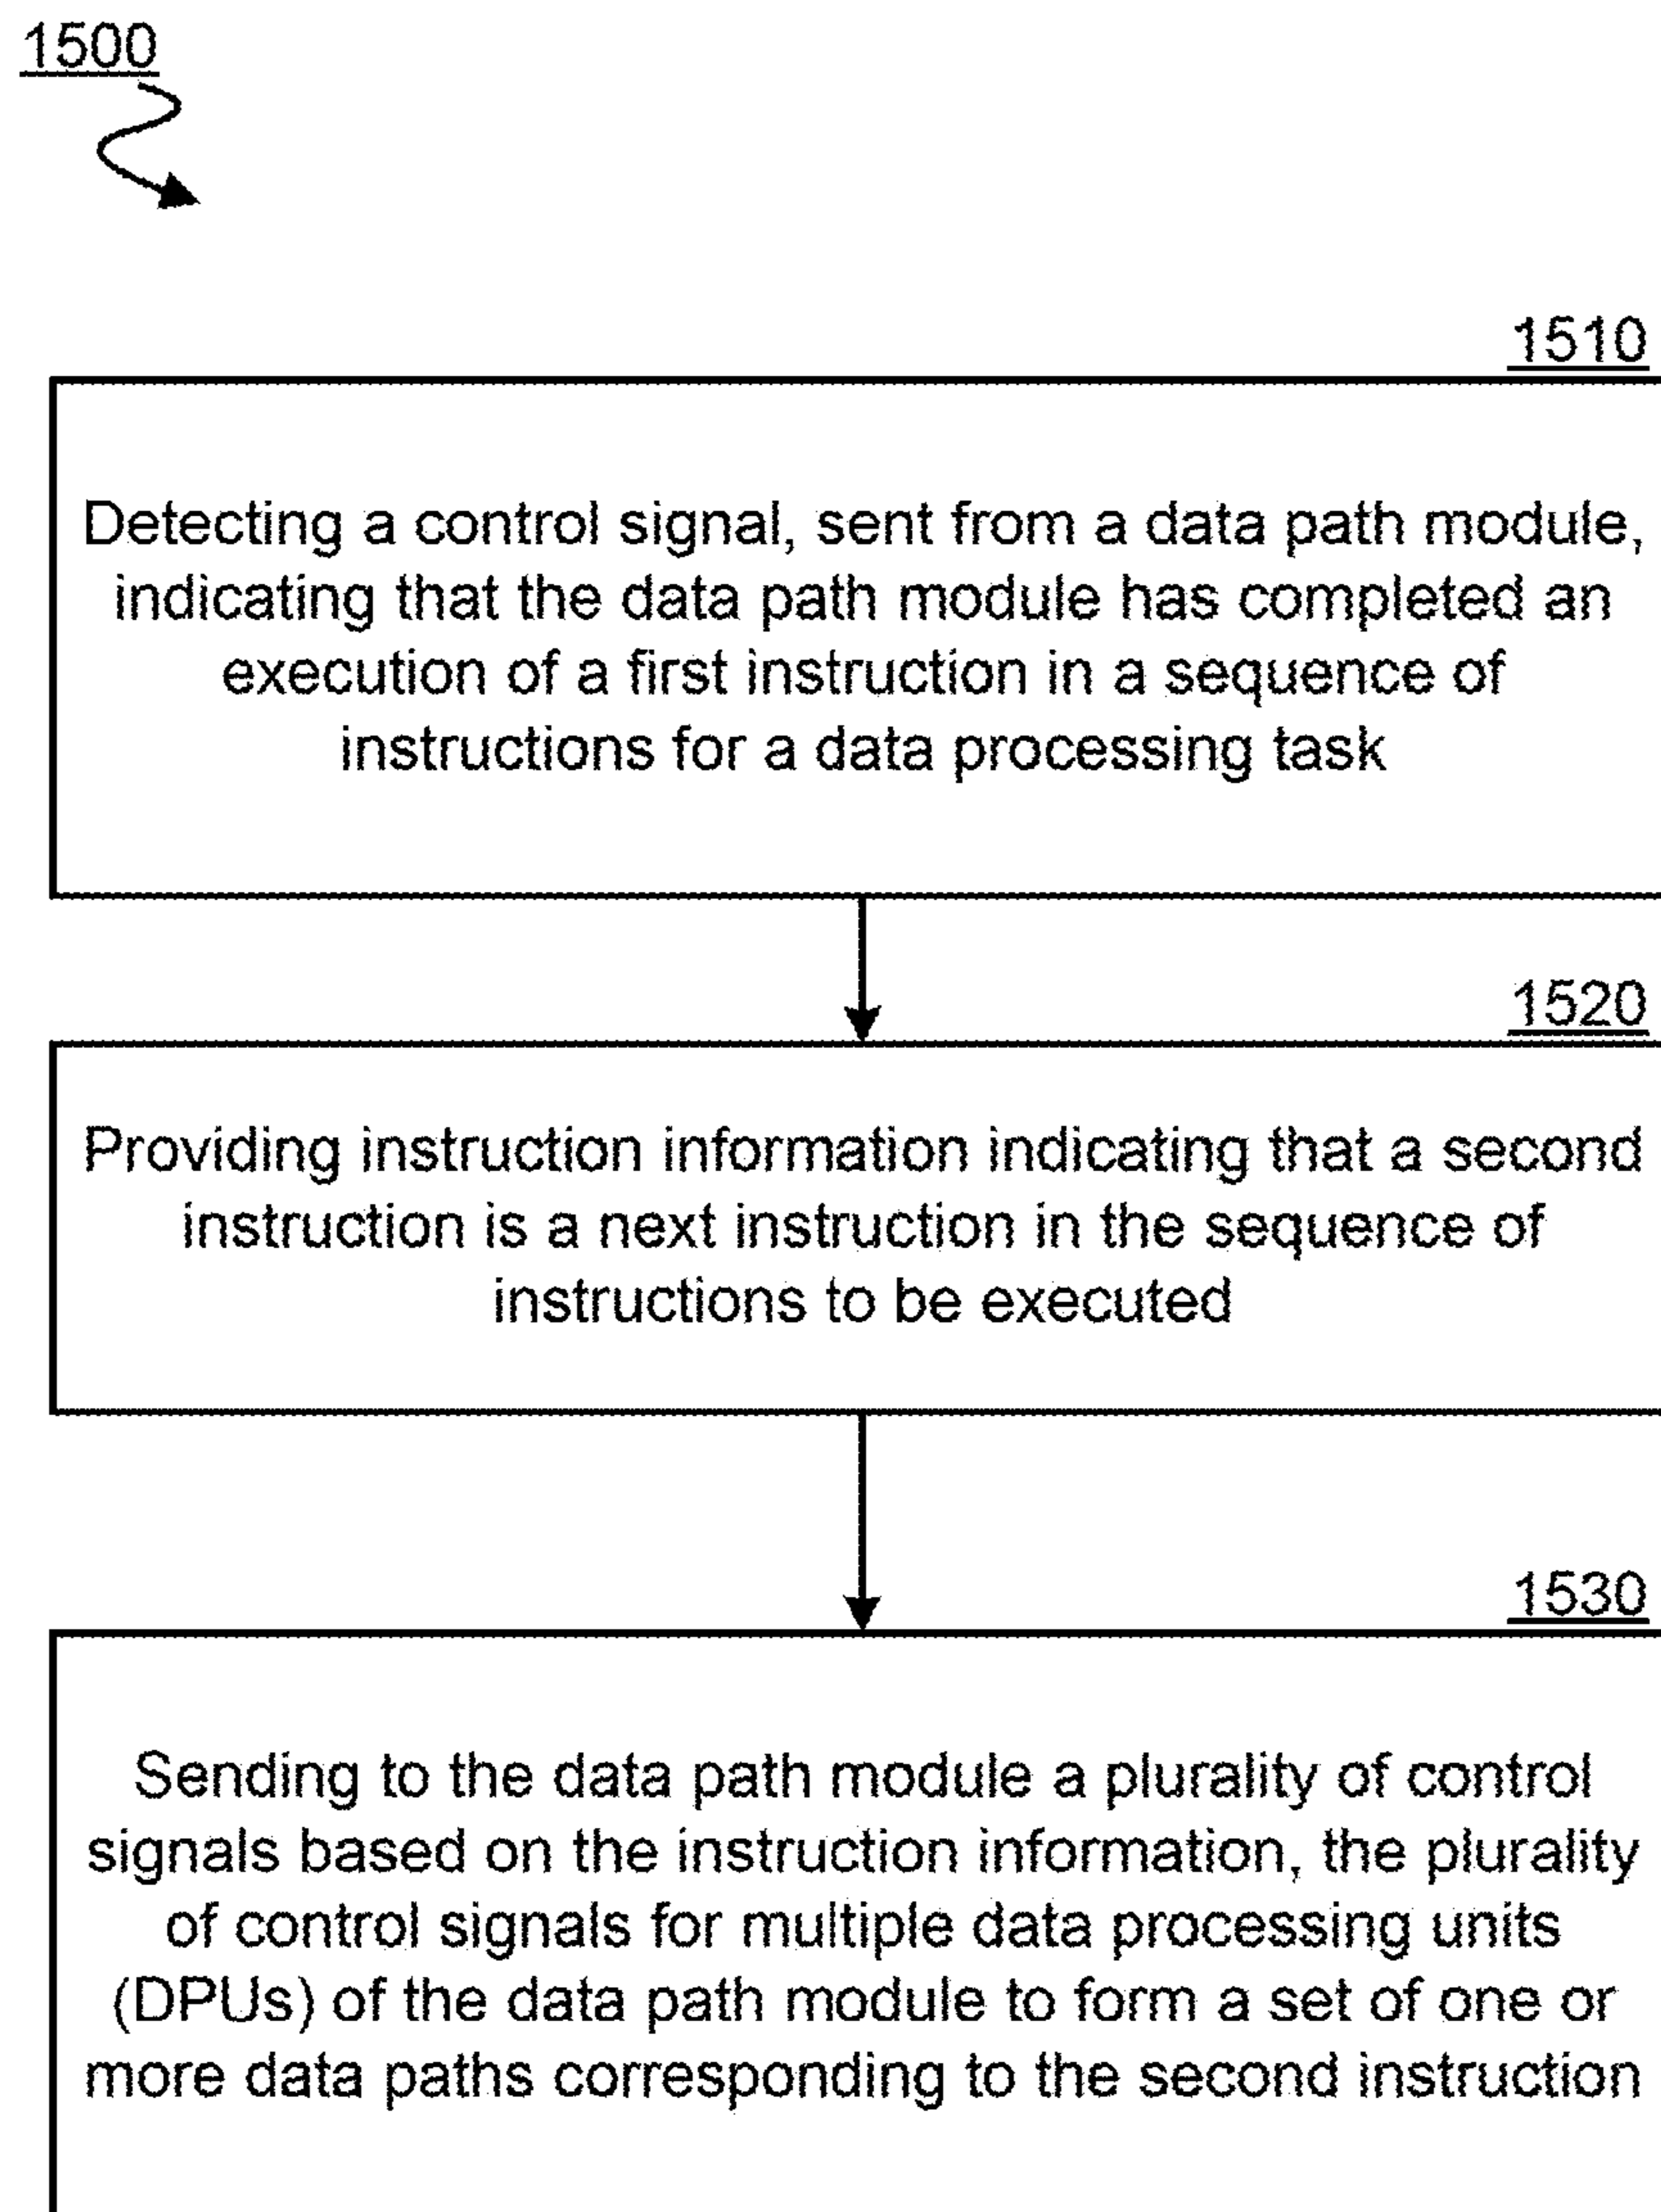 1500
1510
Detecting a control signal, sent from a data path module,
indicating that the data path module has completed an
execution of a first instruction in a sequence of
instructions for a data processing task
1520
Providing instruction information indicating that a second
instruction is a next instruction in the sequence of
instructions to be executed
1530
Sending to the data path module a plurality of control
signals based on the instruction information, the plurality
of control signals for multiple data processing units
(DPUs) of the data path module to form a set of one or
more data paths corresponding to the second instruction